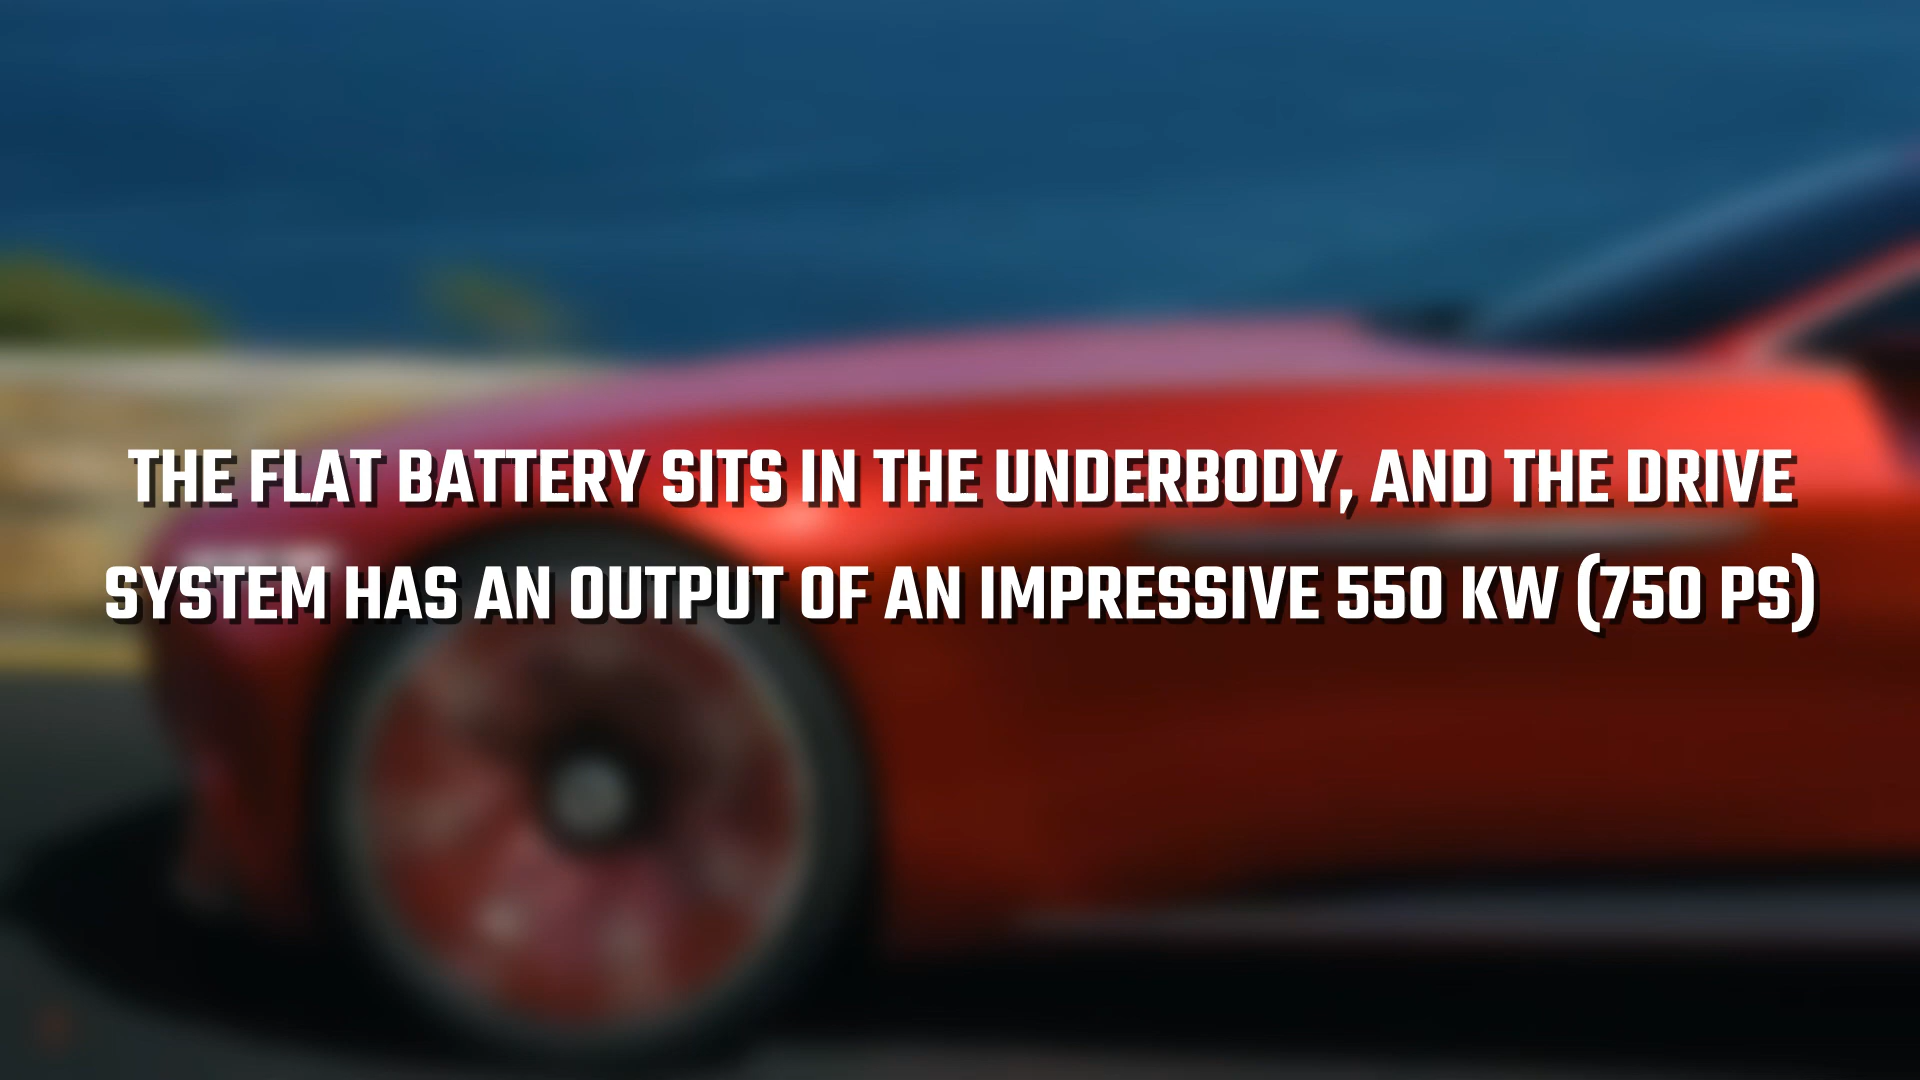 THE FLAT BATTERY SITS IN THE UNDERBODY, AND THE DRIVE
SYSTEM HAS AN OUTPUT OF AN IMPRESSIVE 550 KW (750 PS)